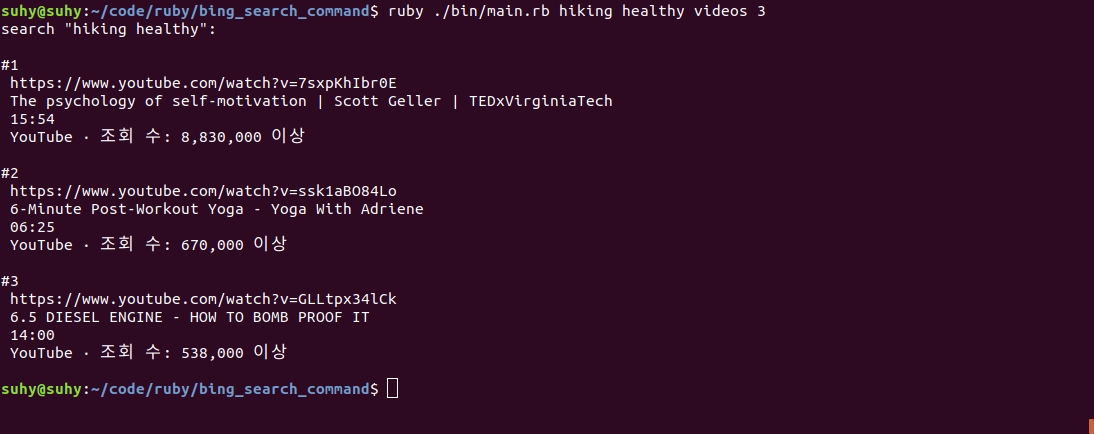 suhy@suhy:~/code/ruby/bing_search_command$ ruby ./bin/main.rb hiking healthy videos 3
search "hiking healthy":
#1
https://www.youtube.com/watch?v=7sxpKhIbr0E
The psychology of self-motivation | Scott Geller | TEDxVirginiaTech
15:54
YouTube · 조회 수: 8,830,000 이상
#2
https://www.youtube.com/watch?v=ssk1aBO84Lo
6-Minute Post-Workout Yoga - Yoga With Adriene
06:25
YouTube · 조회 수: 670,000 이상
#3
https://www.youtube.com/watch?v=GLLtpx34lCk
6.5 DIESEL ENGINE - HOW TO BOMB PROOF IT
14:00
YouTube · 조회 수: 538,000 이상
suhy@suhy:~/code/ruby/bing_search_command$